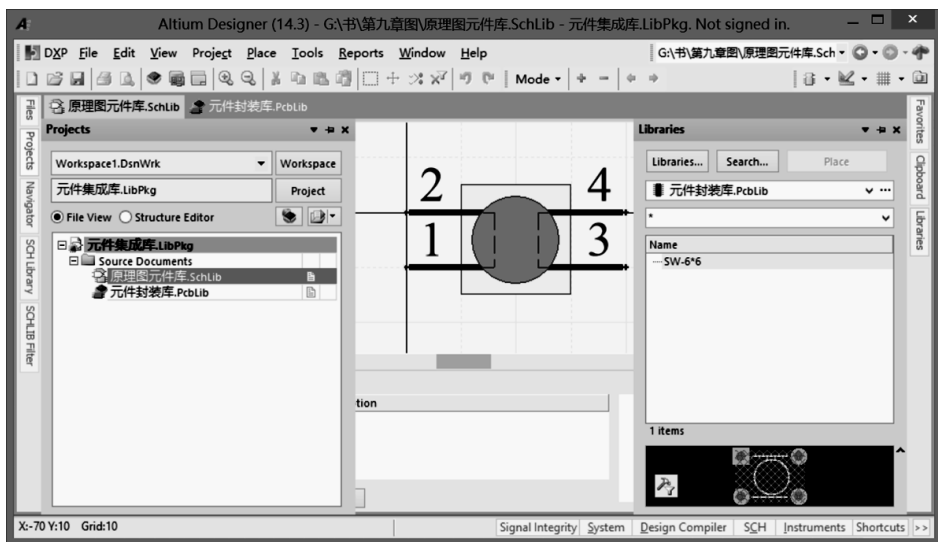 Altium Designer (14.3) - G:\书\第九章图\原理图元件库.SchLib - 元件集成库.LibPkg. Not signed in.
DXP File Edit View Project Place Tools Reports Window Help G:\书\第九章图\原理图元件库.Sch
Mode
Files
Projects
Navigator
SCH Library
SCHLIB Filter
原理图元件库.SchLib 元件封装库.PcbLib
Projects
Workspace1.DsnWrk Workspace
元件集成库.LibPkg Project
File View Structure Editor
元件集成库.LibPkg
Source Documents
原理图元件库.SchLib
元件封装库.PcbLib
2 4
1 3
tion
Libraries
Libraries... Search... Place
元件封装库.PcbLib ...
*
Name
SW-6*6
1 items
Favorites
Clipboard
Libraries
X:-70 Y:10 Grid:10 Signal Integrity System Design Compiler SCH Instruments Shortcuts >>